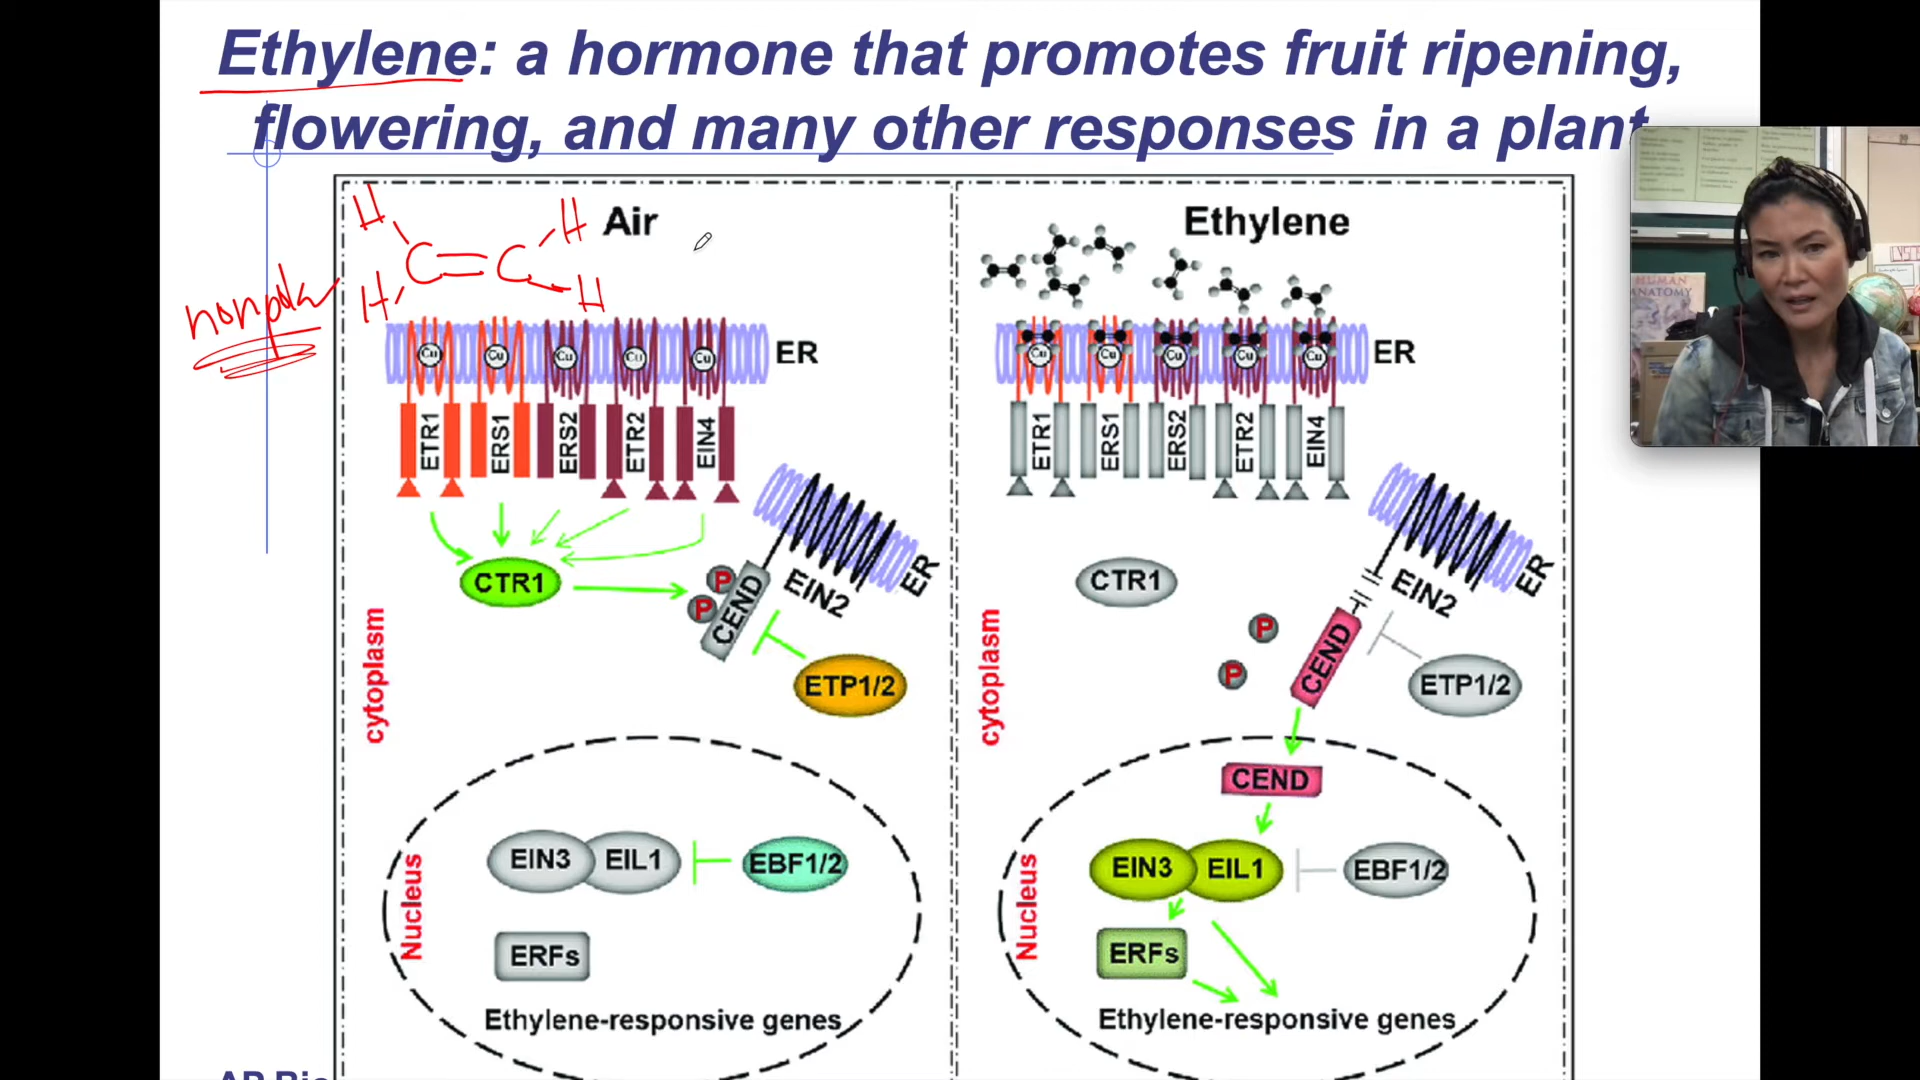 Ethylene: a hormone that promotes fruit ripening,
flowering, and many other responses in a plant
Air
H
H
C=C
H
H
nonpolar
Cu Cu Cu Cu Cu
ER
ETR1 ERS1 ERS2 ETR2 EIN4
CTR1
P
P
CEND
EIN2
ER
ETP1/2
cytoplasm
Nucleus
EIN3 EIL1 EBF1/2
ERFs
Ethylene-responsive genes
Ethylene
Cu Cu Cu Cu Cu
ER
ETR1 ERS1 ERS2 ETR2 EIN4
CTR1
P
P
CEND
EIN2
ER
ETP1/2
cytoplasm
CEND
Nucleus
EIN3 EIL1 EBF1/2
ERFs
Ethylene-responsive genes
HUMAN
ANATOMY